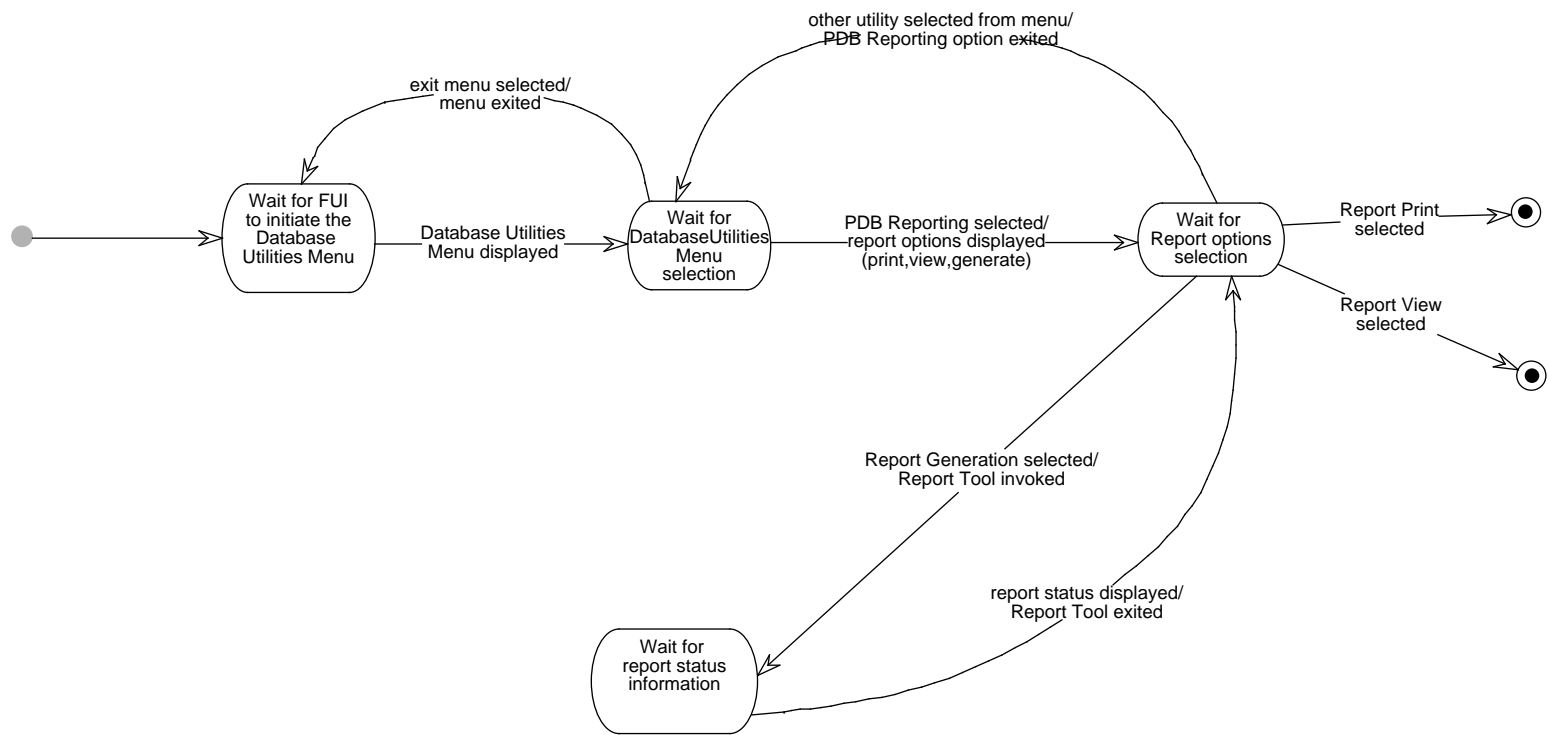 other utility selected from menu/
PDB Reporting option exited
exit menu selected/
menu exited
Wait for FUI
to initiate the
Database
Utilities Menu
Database Utilities
Menu displayed
Wait for
DatabaseUtilities
Menu
selection
PDB Reporting selected/
report options displayed
(print,view,generate)
Wait for
Report options
selection
Report Print
selected
Report View
selected
Report Generation selected/
Report Tool invoked
report status displayed/
Report Tool exited
Wait for
report status
information